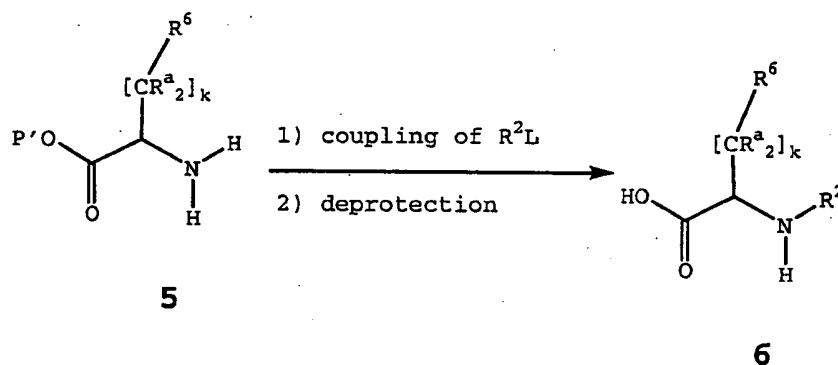 R⁶
[CRᵃ₂]ₖ
P'O
N
H
H
O
5
1) coupling of R²L
2) deprotection
R⁶
[CRᵃ₂]ₖ
HO
N
R²
H
O
6